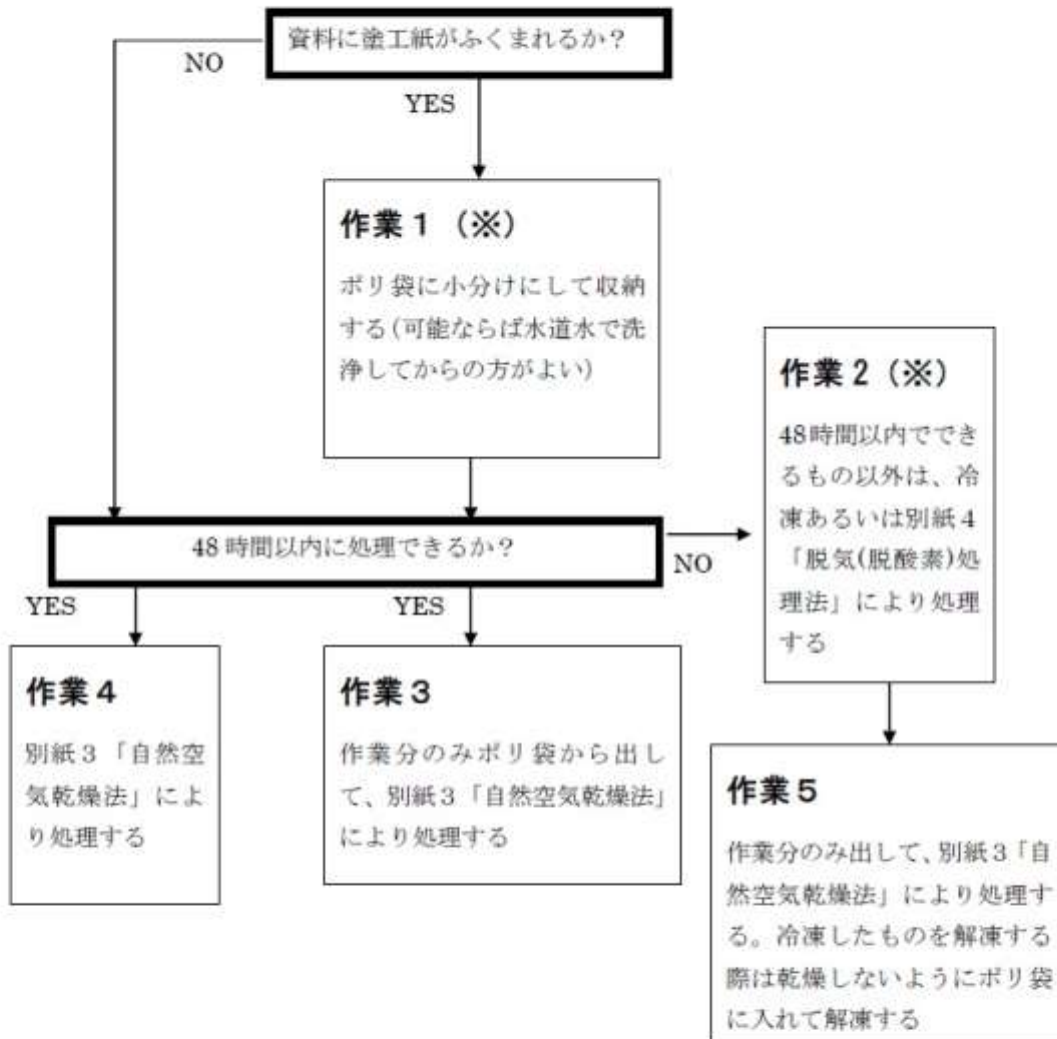 資料に塗工紙がふくまれるか？
NO
YES
作業１（※）
ポリ袋に小分けにして収納
する(可能ならば水道水で洗
浄してからの方がよい)
作業２（※）
48時間以内ででき
るもの以外は、冷
凍あるいは別紙４
「脱気(脱酸素)処
理法」により処理
する
48 時間以内に処理できるか？
NO
YES
YES
作業４
別紙３「自然空
気乾燥法」によ
り処理する
作業３
作業分のみポリ袋から出し
て、別紙３「自然空気乾燥法」
により処理する
作業５
作業分のみ出して、別紙３「自
然空気乾燥法」により処理す
る。冷凍したものを解凍する
際は乾燥しないようにポリ袋
に入れて解凍する